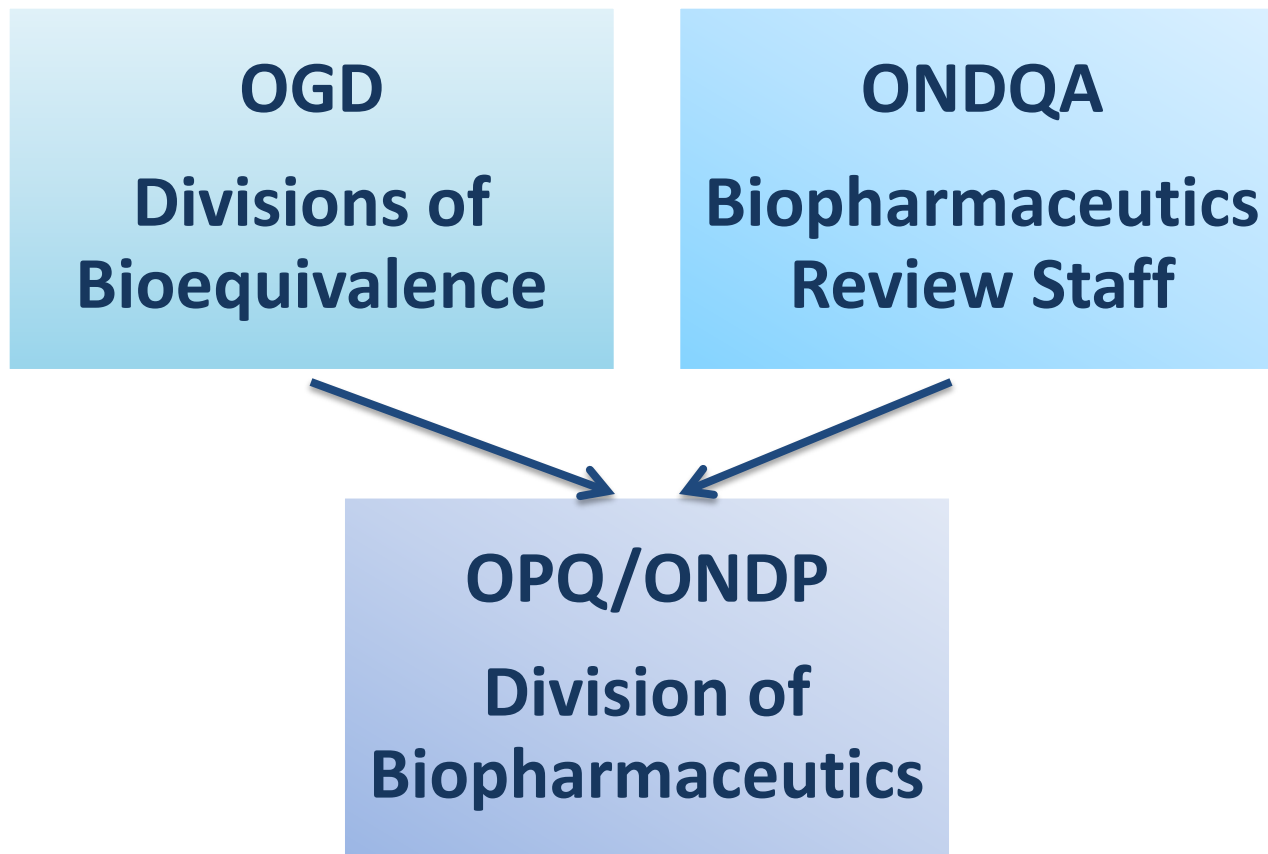 OGD
Divisions of
Bioequivalence
ONDQA
Biopharmaceutics
Review Staff
OPQ/ONDP
Division of
Biopharmaceutics